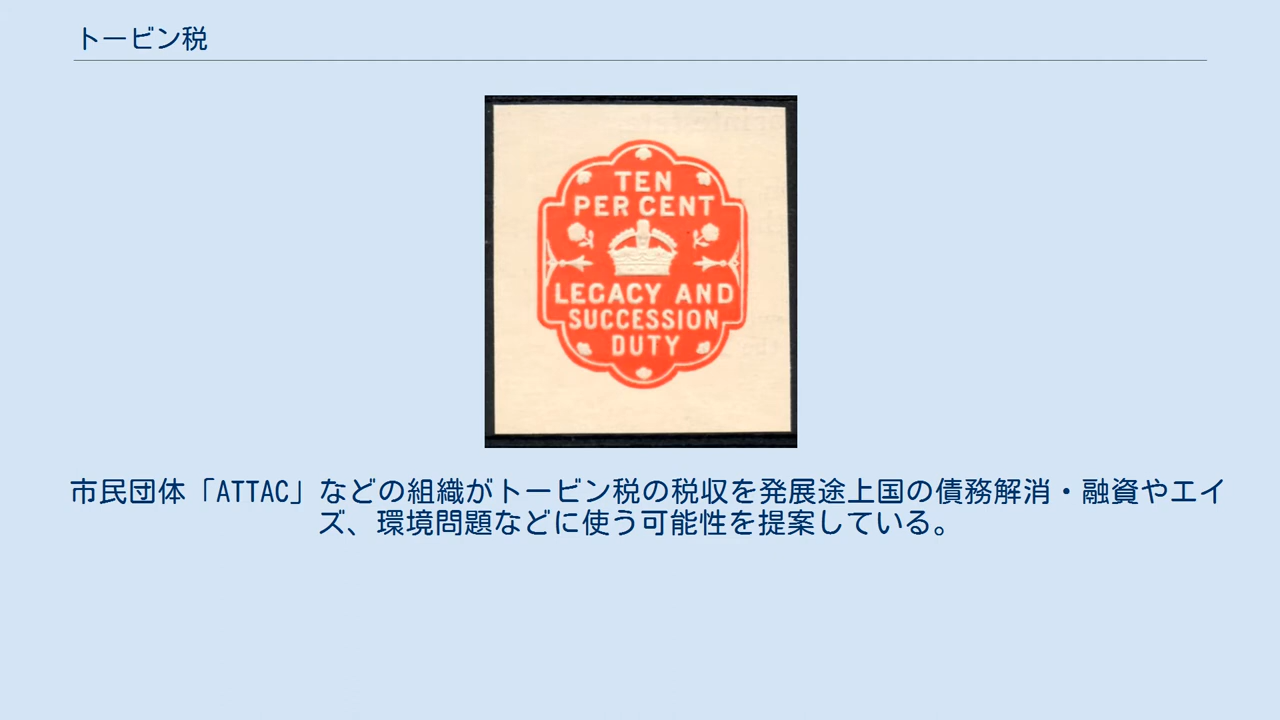 トービン税
TEN
PER CENT
LEGACY AND
SUCCESSION
DUTY
市民団体「ATTAC」などの組織がトービン税の税収を発展途上国の債務解消・融資やエイ
ズ、環境問題などに使う可能性を提案している。